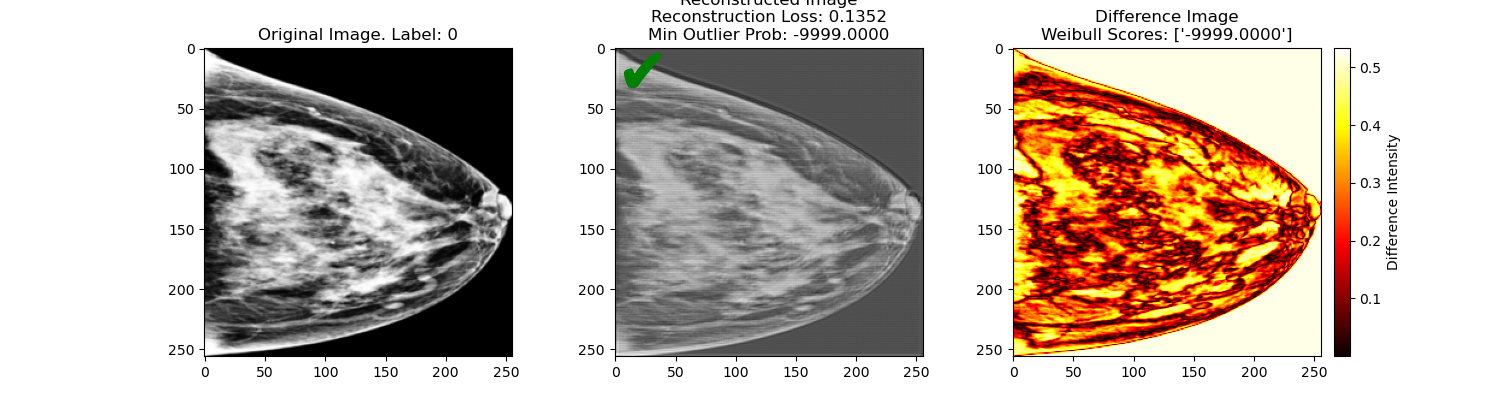 Original Image. Label: 0
0
50
100
150
200
250
0 50 100 150 200 250
Reconstructed Image
Reconstruction Loss: 0.1352
Min Outlier Prob: -9999.0000
0
50
100
150
200
250
0 50 100 150 200 250
Difference Image
Weibull Scores: ['-9999.0000']
0
50
100
150
200
250
0 50 100 150 200 250
0.5
0.4
0.3
0.2
0.1
Difference Intensity